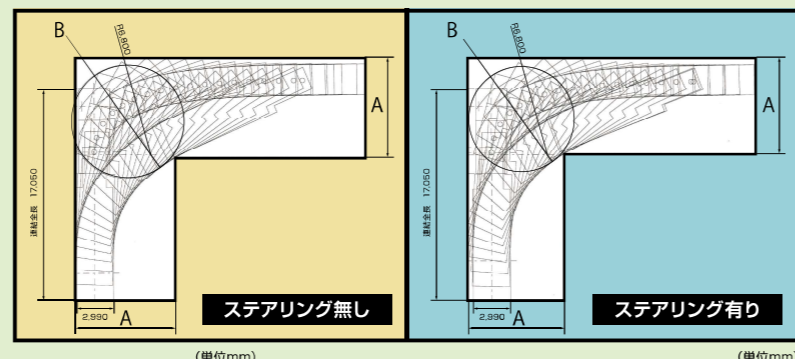 B
R6,800
A
連結全長 17,050
2,990
A
ステアリング無し
(単位mm)
B
R6,800
A
連結全長 17,050
2,990
A
ステアリング有り
(単位mm)